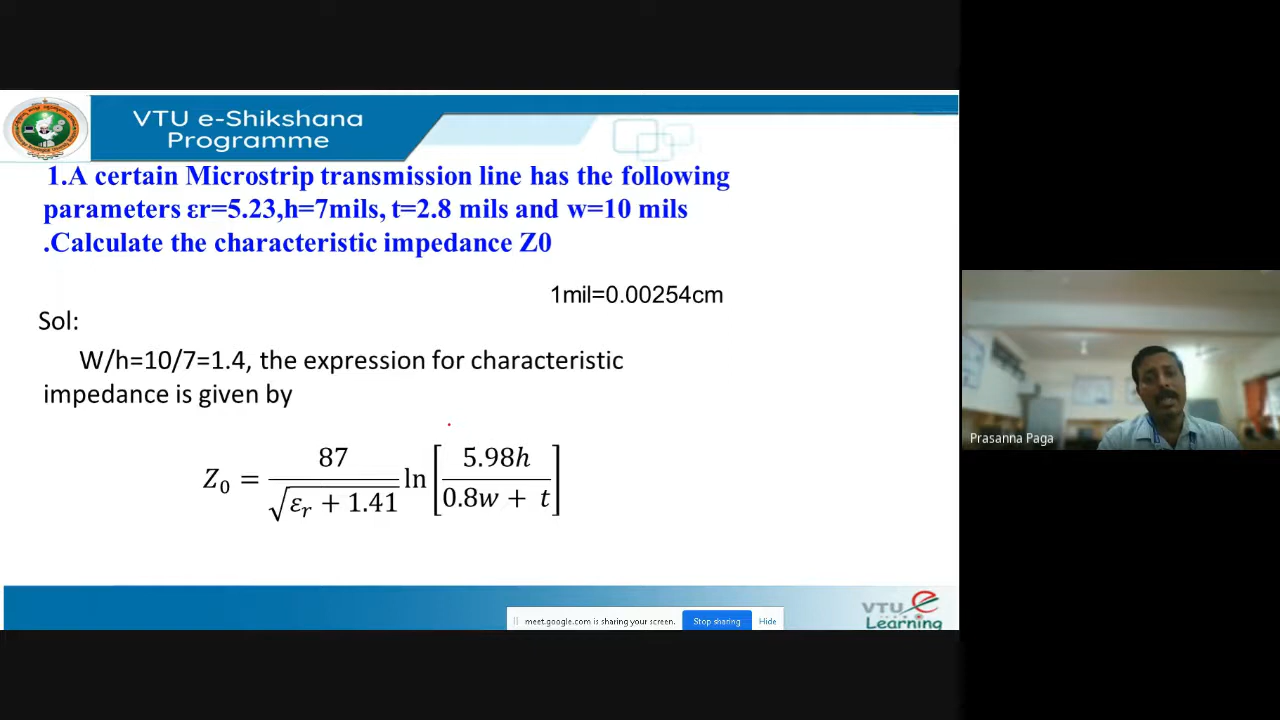 VTU e-Shikshana
Programme
1.A certain Microstrip transmission line has the following
parameters εr=5.23,h=7mils, t=2.8 mils and w=10 mils
.Calculate the characteristic impedance Z0
1mil=0.00254cm
Sol:
W/h=10/7=1.4, the expression for characteristic
impedance is given by
Z₀ = 87/√(εᵣ + 1.41) ln[5.98h/(0.8w + t)]
Prasanna Paga
VTU e
Learning
meet.google.com is sharing your screen. Stop sharing Hide